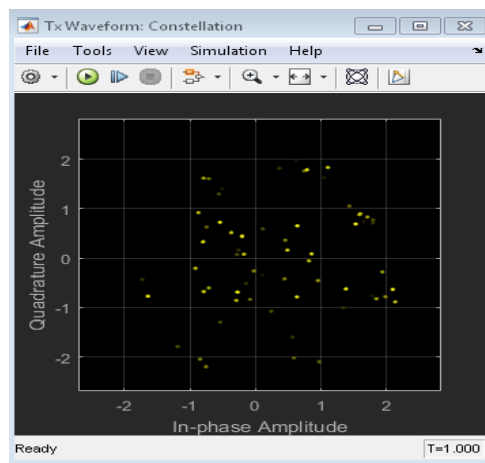 Tx Waveform: Constellation
File Tools View Simulation Help
2
1
0
-1
-2
Quadrature Amplitude
-2 -1 0 1 2
In-phase Amplitude
Ready T=1.000